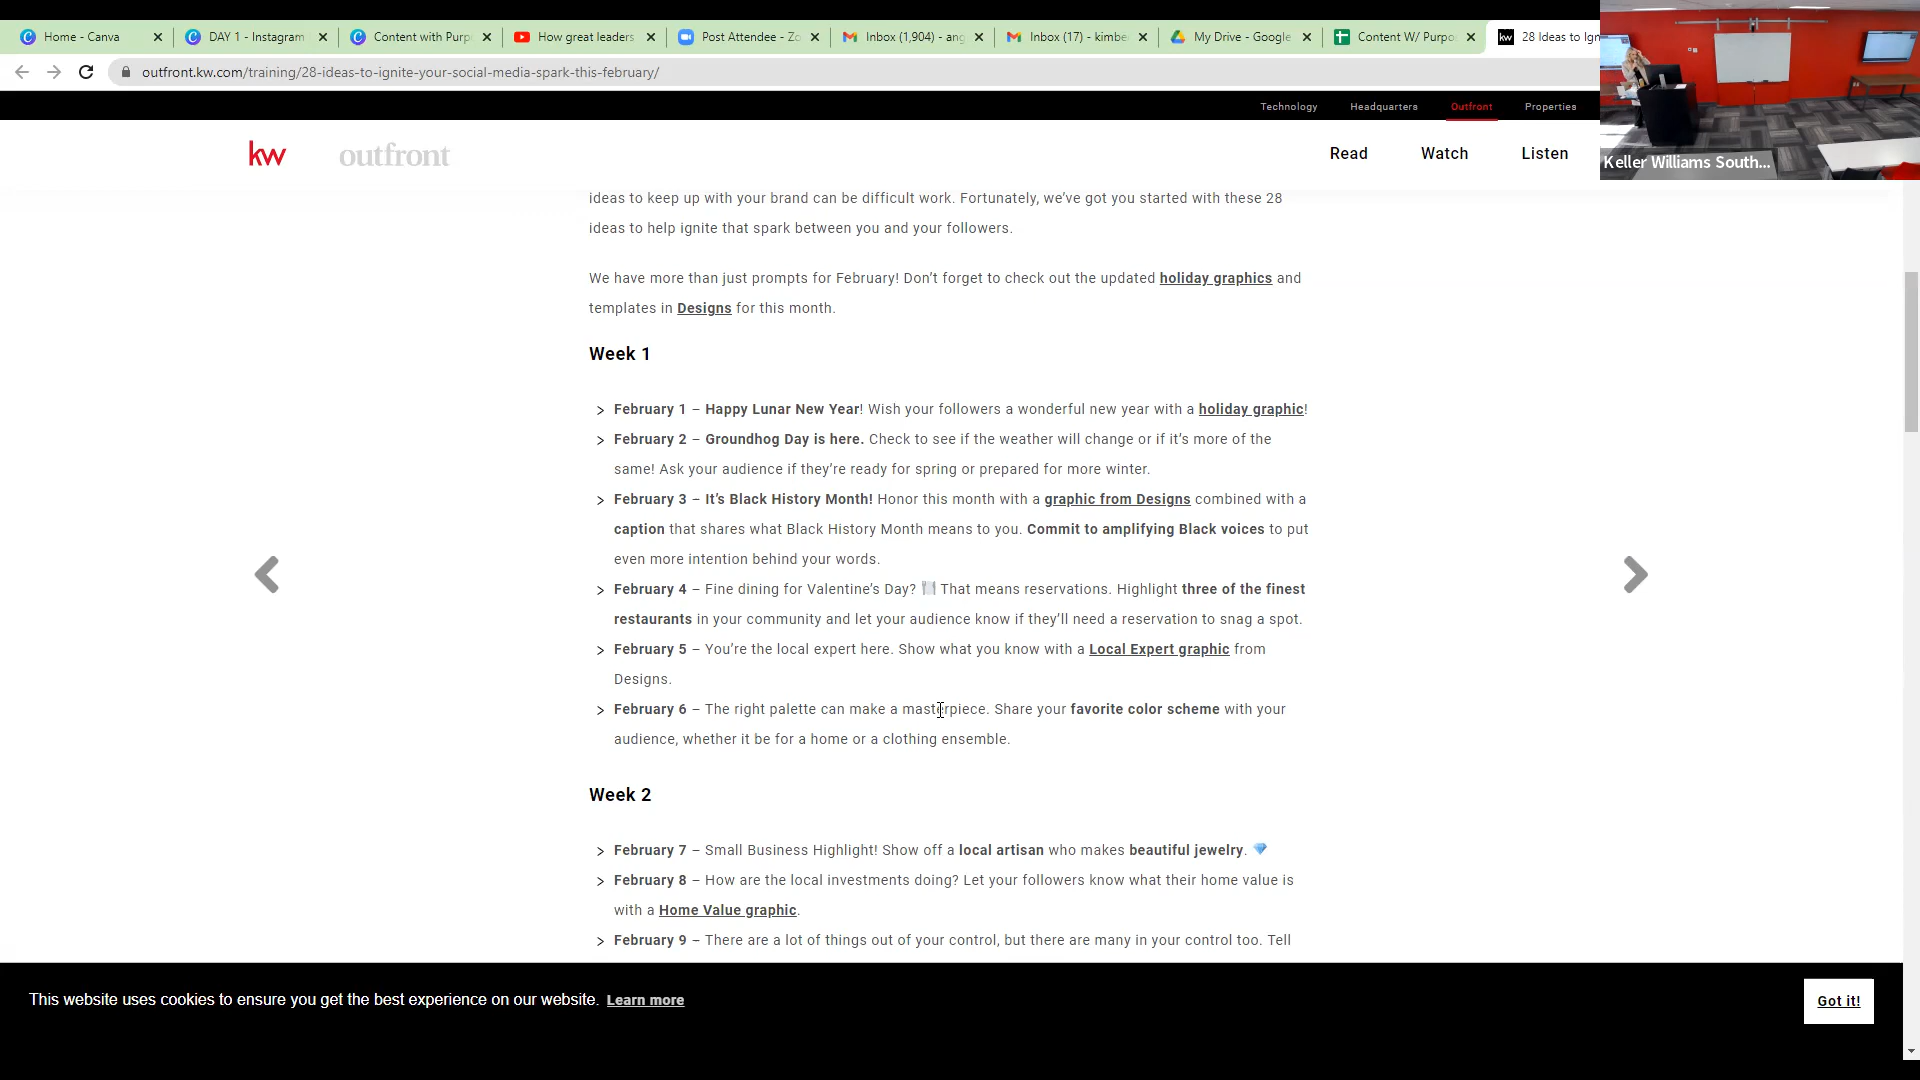 Home - Canva
DAY 1 - Instagram
Content with Purp
How great leaders
Post Attendee - Zo
Inbox (1,904) - ang
Inbox (17) - kimbe
My Drive - Google
Content W/ Purpo
kw 28 Ideas to Ign
outfront.kw.com/training/28-ideas-to-ignite-your-social-media-spark-this-february/
Technology Headquarters Outfront Properties
kw outfront Read Watch Listen
Keller Williams South...
ideas to keep up with your brand can be difficult work. Fortunately, we've got you started with these 28
ideas to help ignite that spark between you and your followers.
We have more than just prompts for February! Don't forget to check out the updated holiday graphics and
templates in Designs for this month.
Week 1
February 1 – Happy Lunar New Year! Wish your followers a wonderful new year with a holiday graphic!
February 2 – Groundhog Day is here. Check to see if the weather will change or if it's more of the
same! Ask your audience if they're ready for spring or prepared for more winter.
February 3 – It's Black History Month! Honor this month with a graphic from Designs combined with a
caption that shares what Black History Month means to you. Commit to amplifying Black voices to put
even more intention behind your words.
February 4 – Fine dining for Valentine's Day? 🍽️ That means reservations. Highlight three of the finest
restaurants in your community and let your audience know if they'll need a reservation to snag a spot.
February 5 – You're the local expert here. Show what you know with a Local Expert graphic from
Designs.
February 6 – The right palette can make a masterpiece. Share your favorite color scheme with your
audience, whether it be for a home or a clothing ensemble.
Week 2
February 7 – Small Business Highlight! Show off a local artisan who makes beautiful jewelry. 💎
February 8 – How are the local investments doing? Let your followers know what their home value is
with a Home Value graphic.
February 9 – There are a lot of things out of your control, but there are many in your control too. Tell
This website uses cookies to ensure you get the best experience on our website. Learn more
Got it!